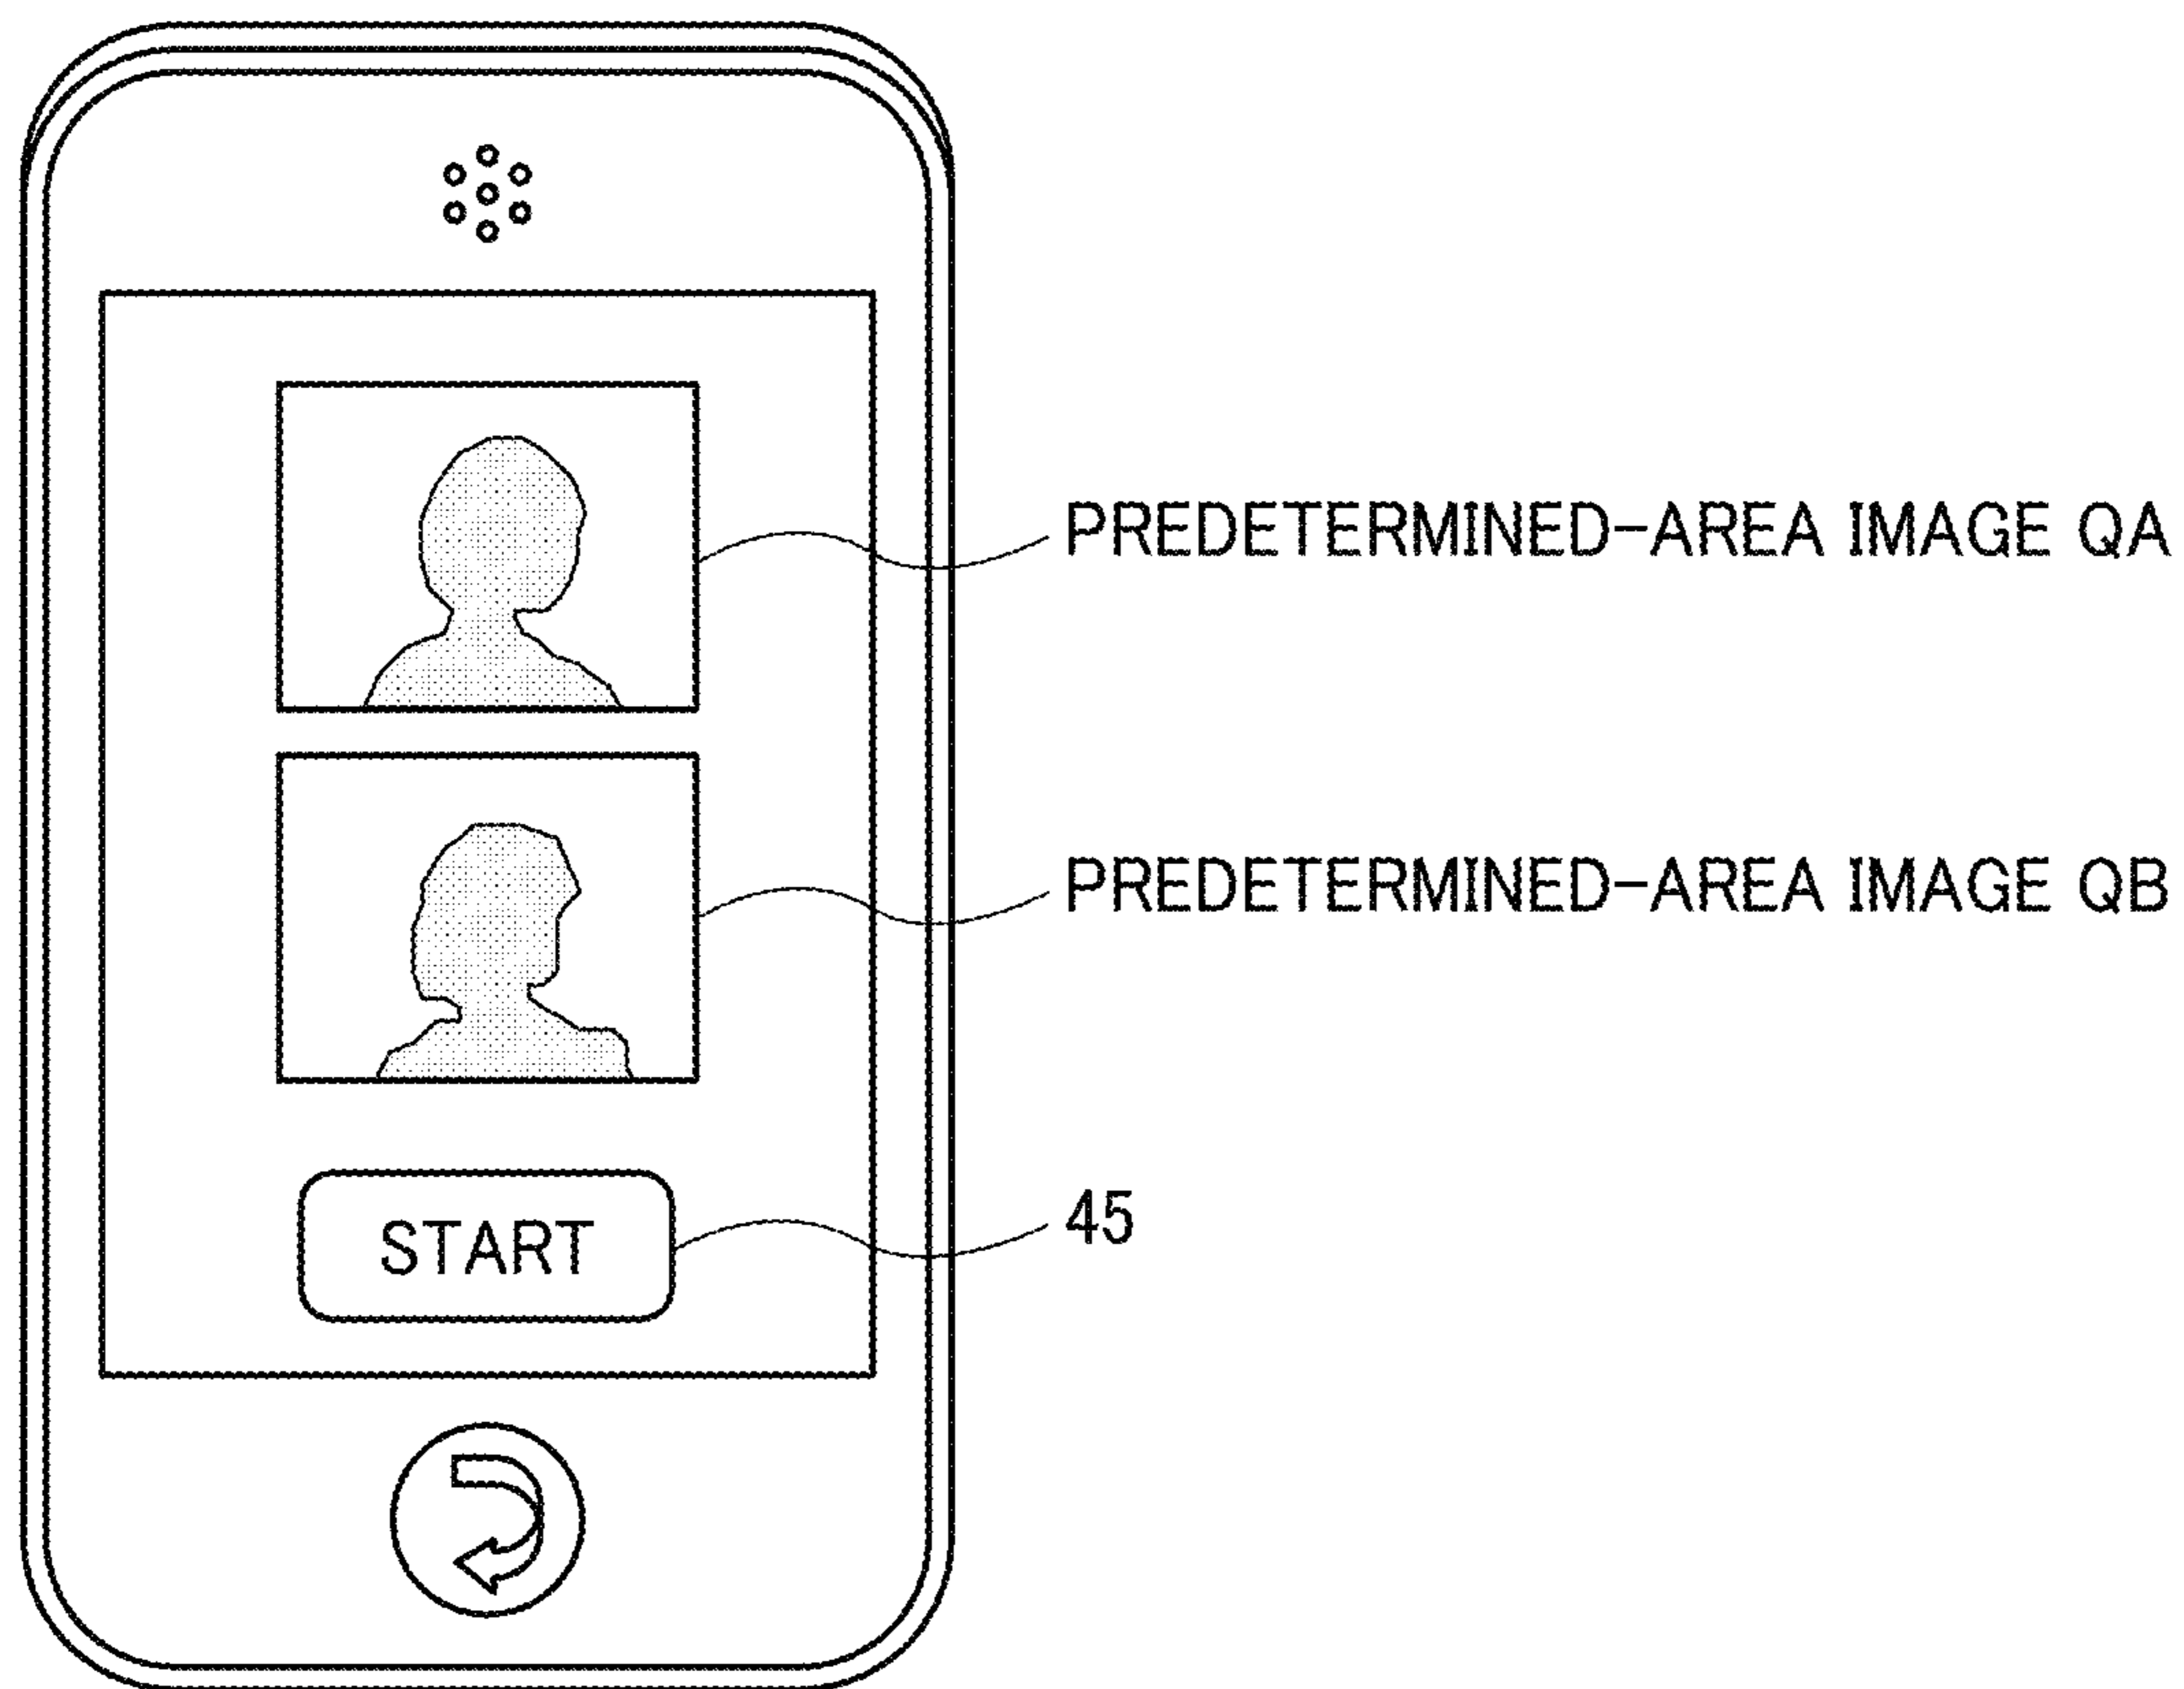 PREDETERMINED-AREA IMAGE QA
PREDETERMINED-AREA IMAGE QB
START
45